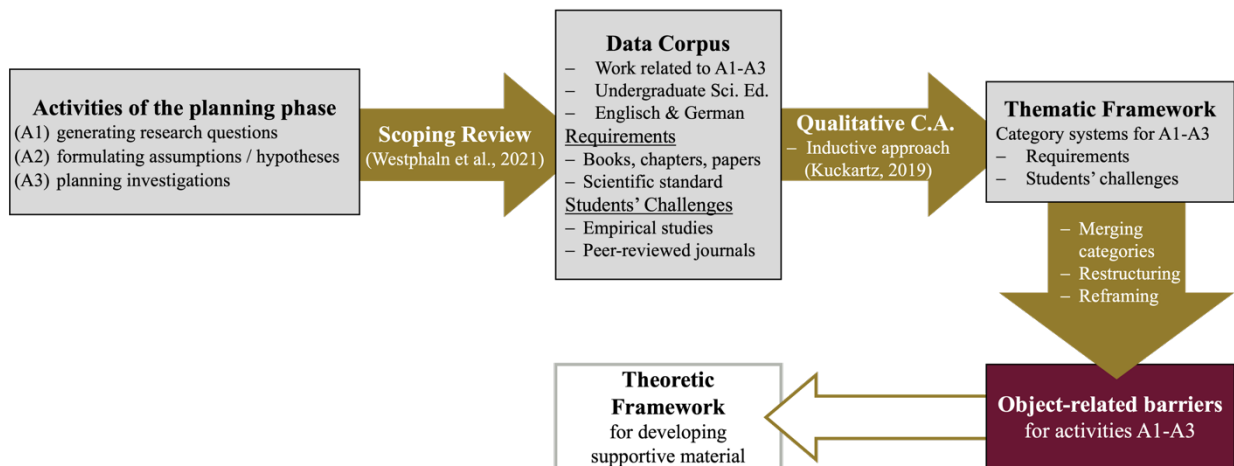 Activities of the planning phase
(A1) generating research questions
(A2) formulating assumptions / hypotheses
(A3) planning investigations
Scoping Review
(Westphaln et al., 2021)
Data Corpus
– Work related to A1-A3
– Undergraduate Sci. Ed.
– Englisch & German
Requirements
– Books, chapters, papers
– Scientific standard
Students' Challenges
– Empirical studies
– Peer-reviewed journals
Qualitative C.A.
– Inductive approach
(Kuckartz, 2019)
Thematic Framework
Category systems for A1-A3
– Requirements
– Students' challenges
– Merging
categories
– Restructuring
– Reframing
Object-related barriers
for activities A1-A3
Theoretic
Framework
for developing
supportive material